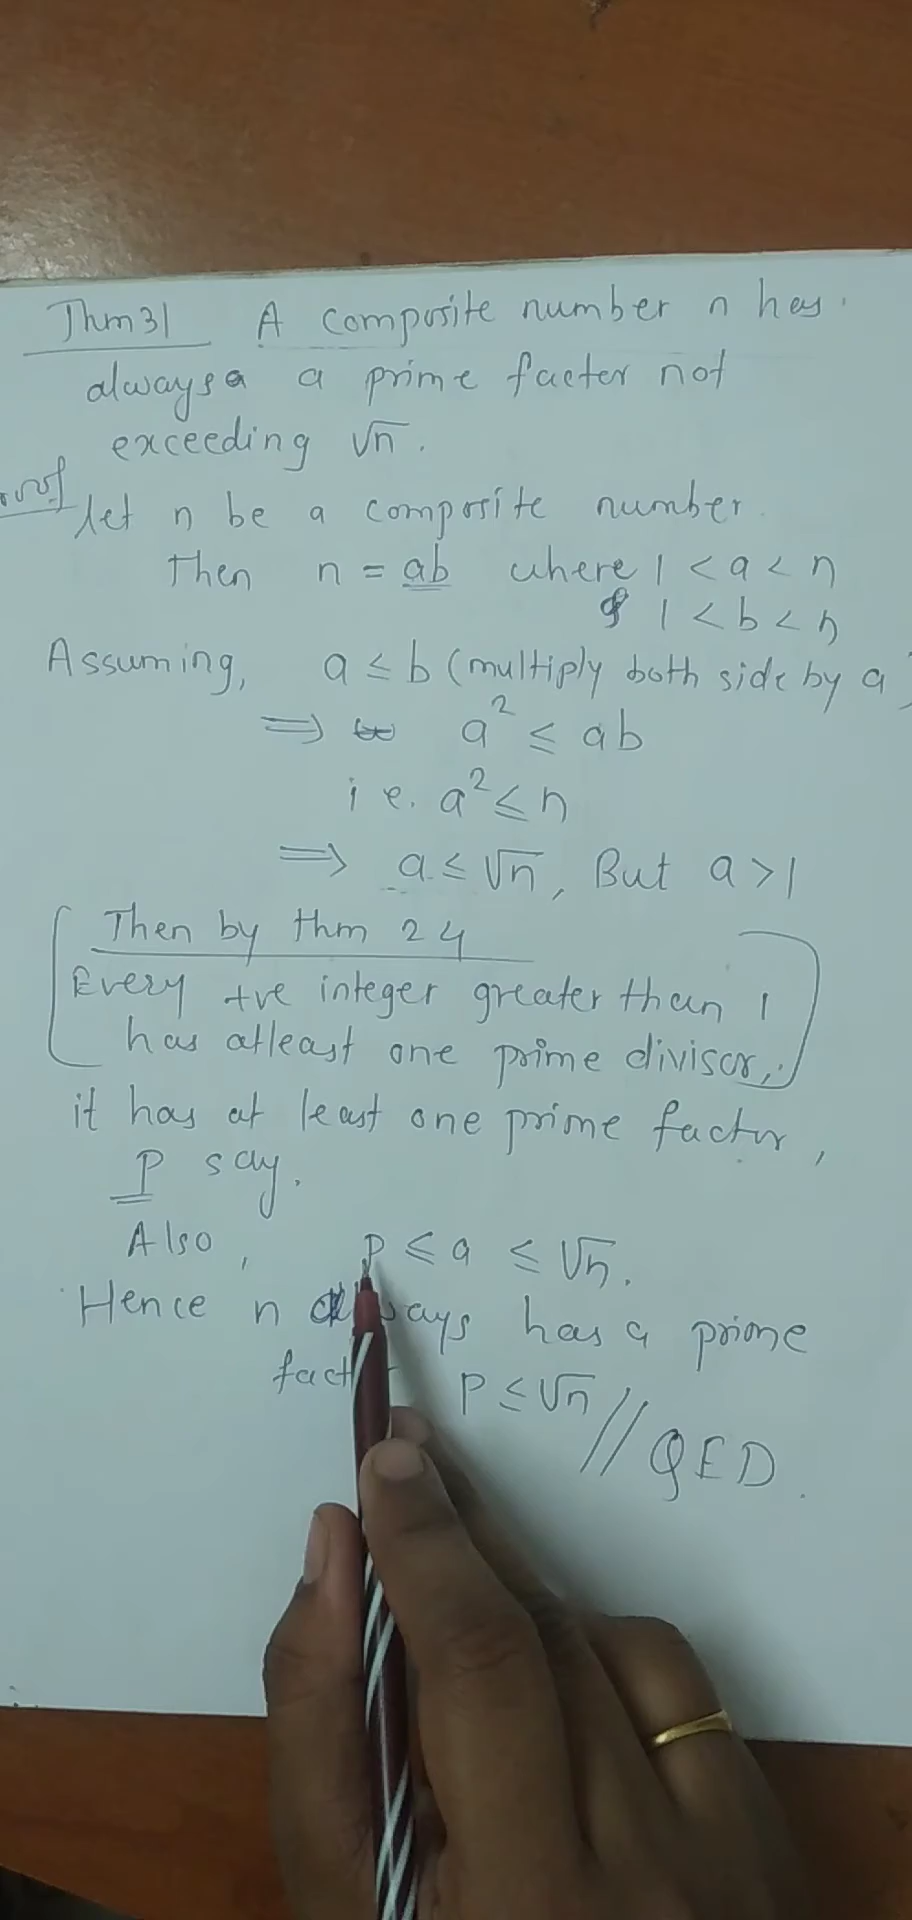 Thm 31 A composite number n has
always a a prime factor not
exceeding √n.
let n be a composite number
Then n = ab where 1 < a < n
& 1 < b < n
Assuming, a ≤ b (multiply both side by a)
⇒ a² ≤ ab
i e. a² ≤ n
⇒ a ≤ √n, But a > 1
Then by thm 24
Every +ve integer greater than 1
has atleast one prime divisor,
it has at least one prime factor,
P say.
Also, P ≤ a ≤ √n.
Hence n always has a prime
P ≤ √n // QED.